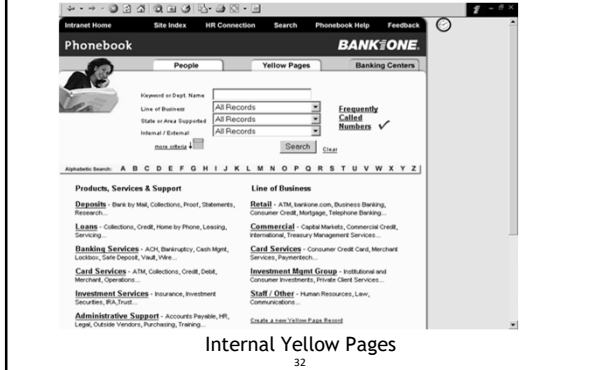 Intranet Home Site Index HR Connection Search Phonebook Help Feedback
Phonebook BANK ONE.
People Yellow Pages Banking Centers
Keyword or Dept. Name
Line of Business All Records
State or Area Supported All Records
Internal / External All Records
Frequently
Called
Numbers
more criteria Search Clear
Alphabetic Search: A B C D E F G H I J K L M N O P Q R S T U V W X Y Z
Products, Services & Support
Deposits - Bank by Mail, Collections, Proof, Statements,
Research...
Loans - Collections, Credit, Home by Phone, Leasing,
Servicing...
Banking Services - ACH, Bankruptcy, Cash Mgnt,
Lockbox, Safe Deposit, Vault, Wire...
Card Services - ATM, Collections, Credit, Debit,
Merchant, Operations...
Investment Services - Insurance, Investment
Securities, IRA, Trust...
Administrative Support - Accounts Payable, HR,
Legal, Outside Vendors, Purchasing, Training...
Line of Business
Retail - ATM, bankone.com, Business Banking,
Consumer Credit, Mortgage, Telephone Banking...
Commercial - Capital Markets, Commercial Credit,
International, Treasury Management Services...
Card Services - Consumer Credit Card, Merchant
Services, Paymentech...
Investment Mgmt Group - Institutional and
Consumer Investments, Private Client Services...
Staff / Other - Human Resources, Law,
Communications...
Create a new Yellow Page Record
Internal Yellow Pages
32